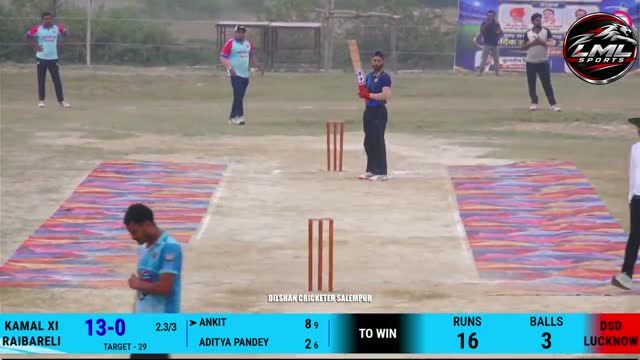 LML
SPORTS
DILSHAN CRICKETER SALEMPUR
KAMAL XI
RAIBARELI
13-0
2.3/3
TARGET - 29
➤ ANKIT 8 9
ADITYA PANDEY 2 6
TO WIN
RUNS
16
BALLS
3
DSD
LUCKNOW